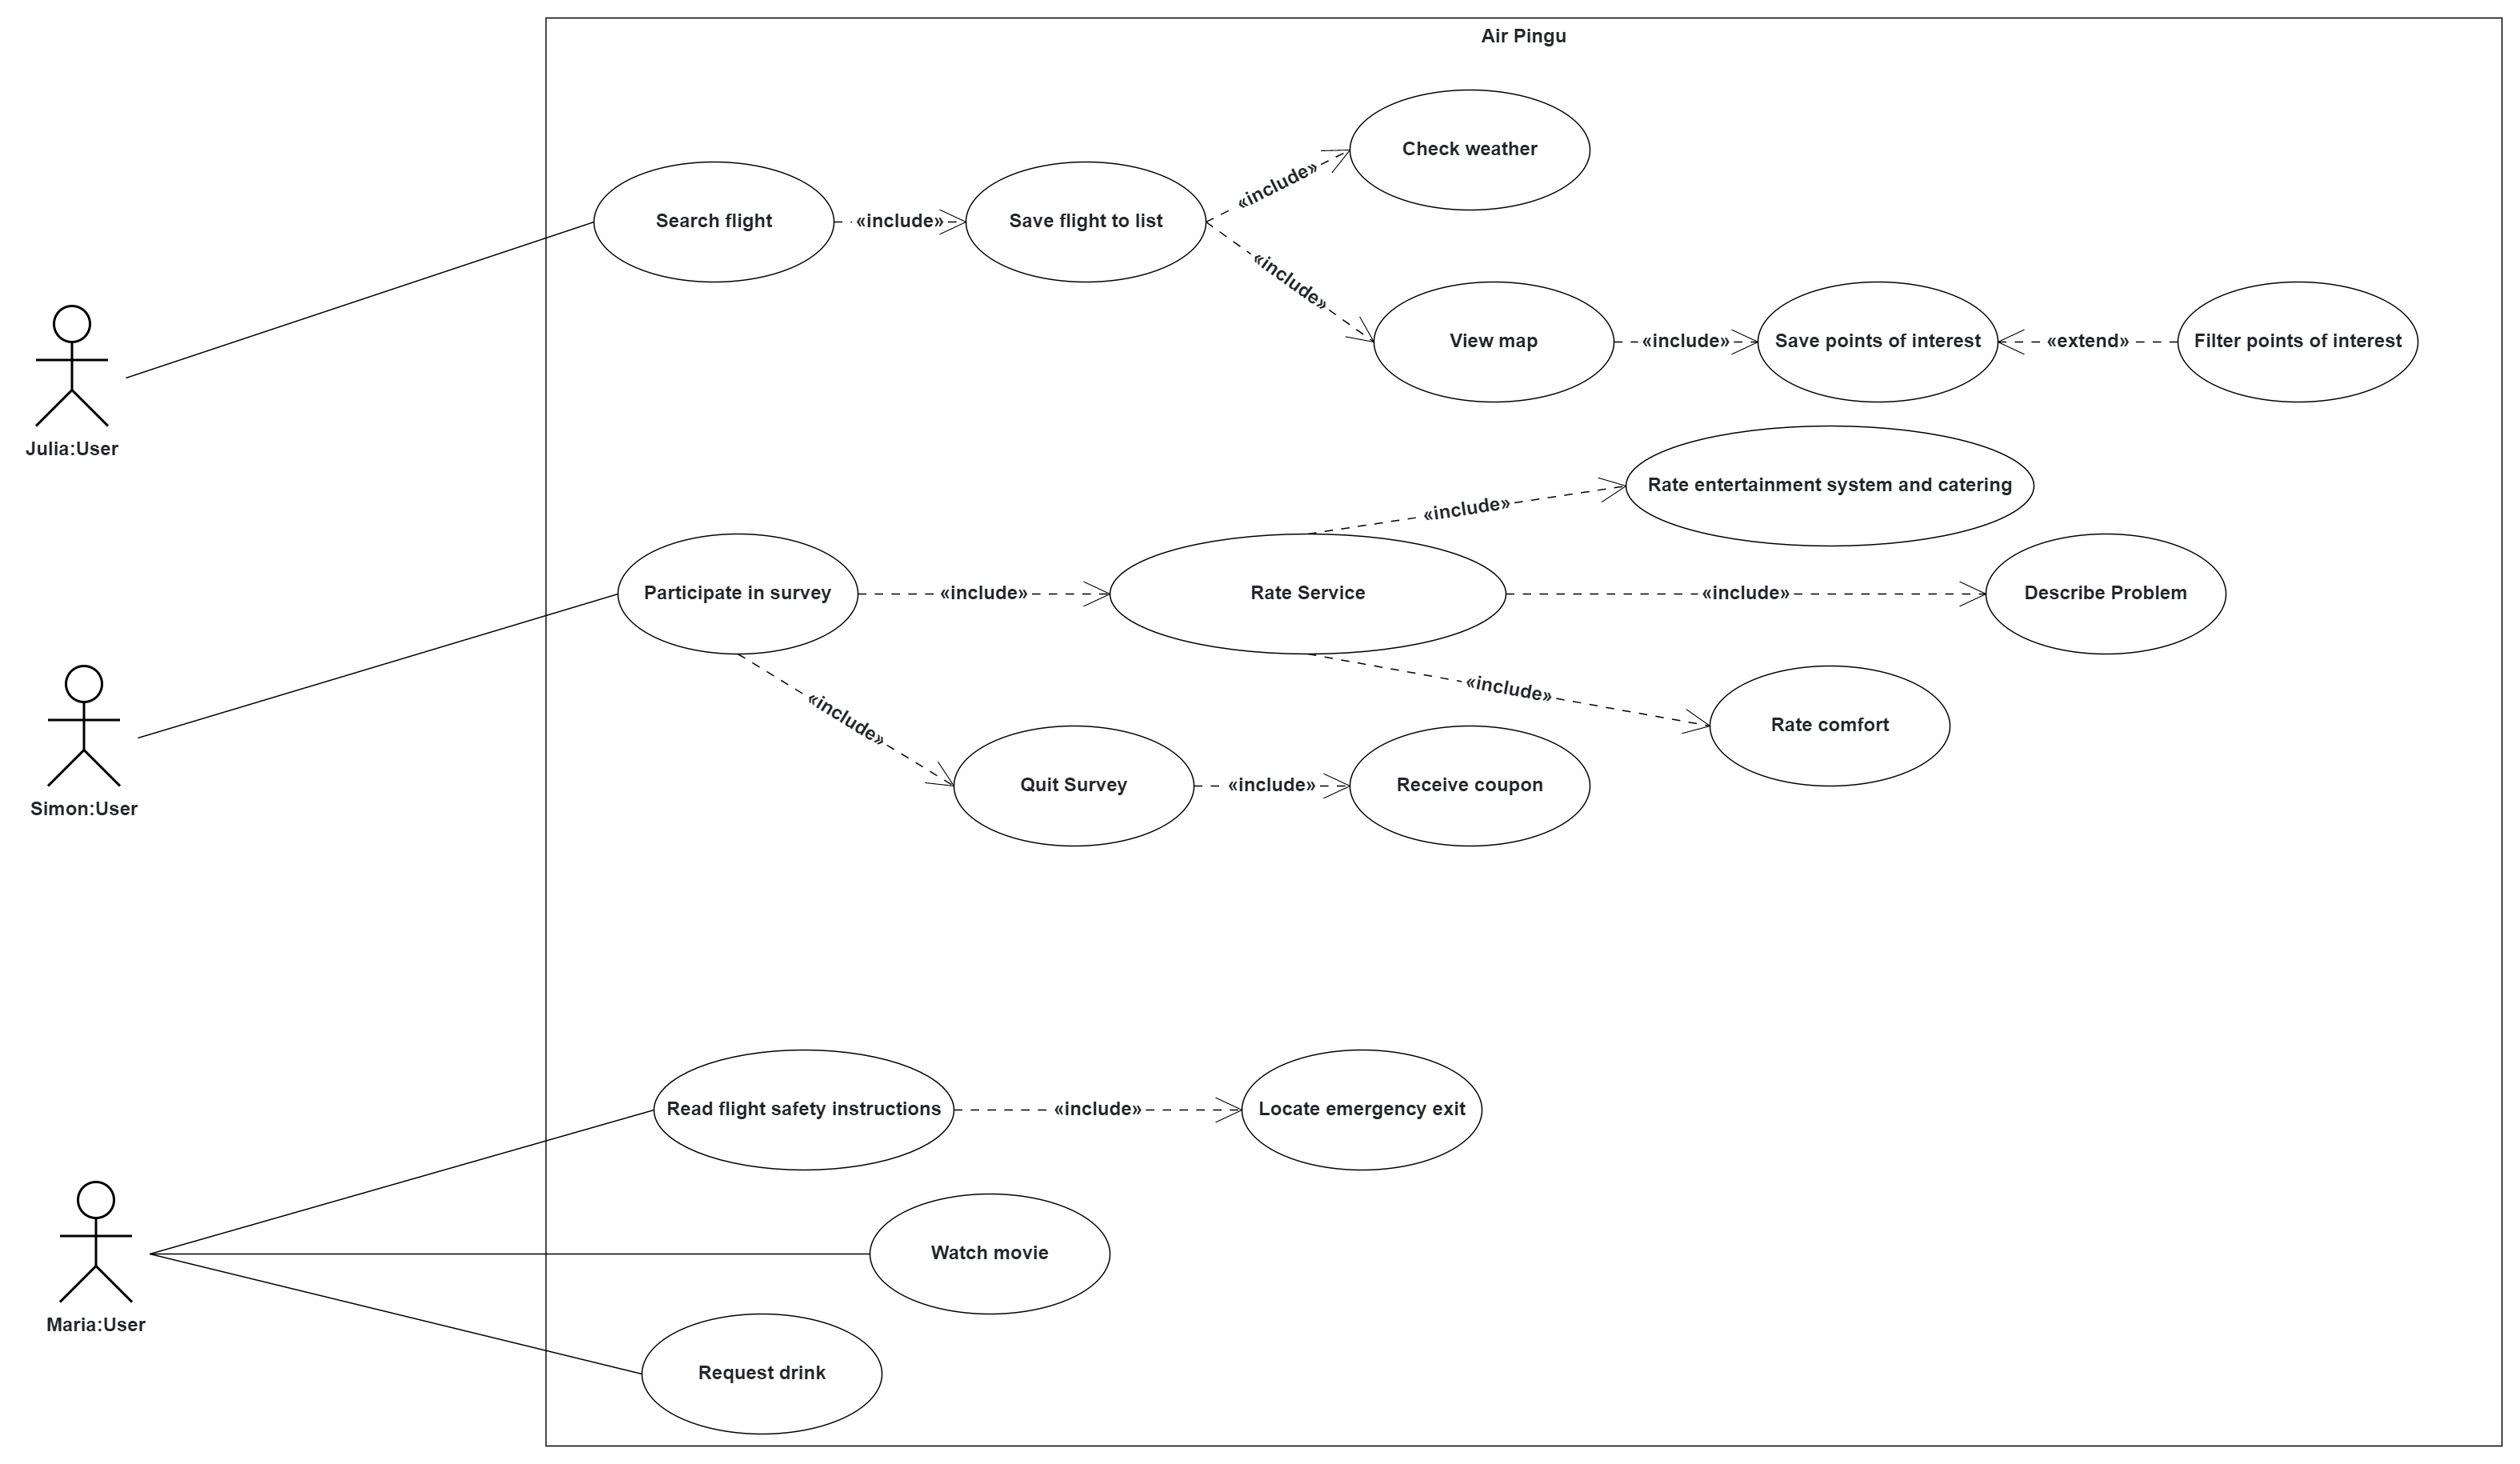 Air Pingu
Check weather
«include»
Search flight
«include»
Save flight to list
«include»
View map
«include»
Save points of interest
«extend»
Filter points of interest
Julia:User
Rate entertainment system and catering
«include»
Participate in survey
«include»
Rate Service
«include»
Describe Problem
«include»
«include»
Rate comfort
Quit Survey
«include»
Receive coupon
Simon:User
Read flight safety instructions
«include»
Locate emergency exit
Watch movie
Maria:User
Request drink